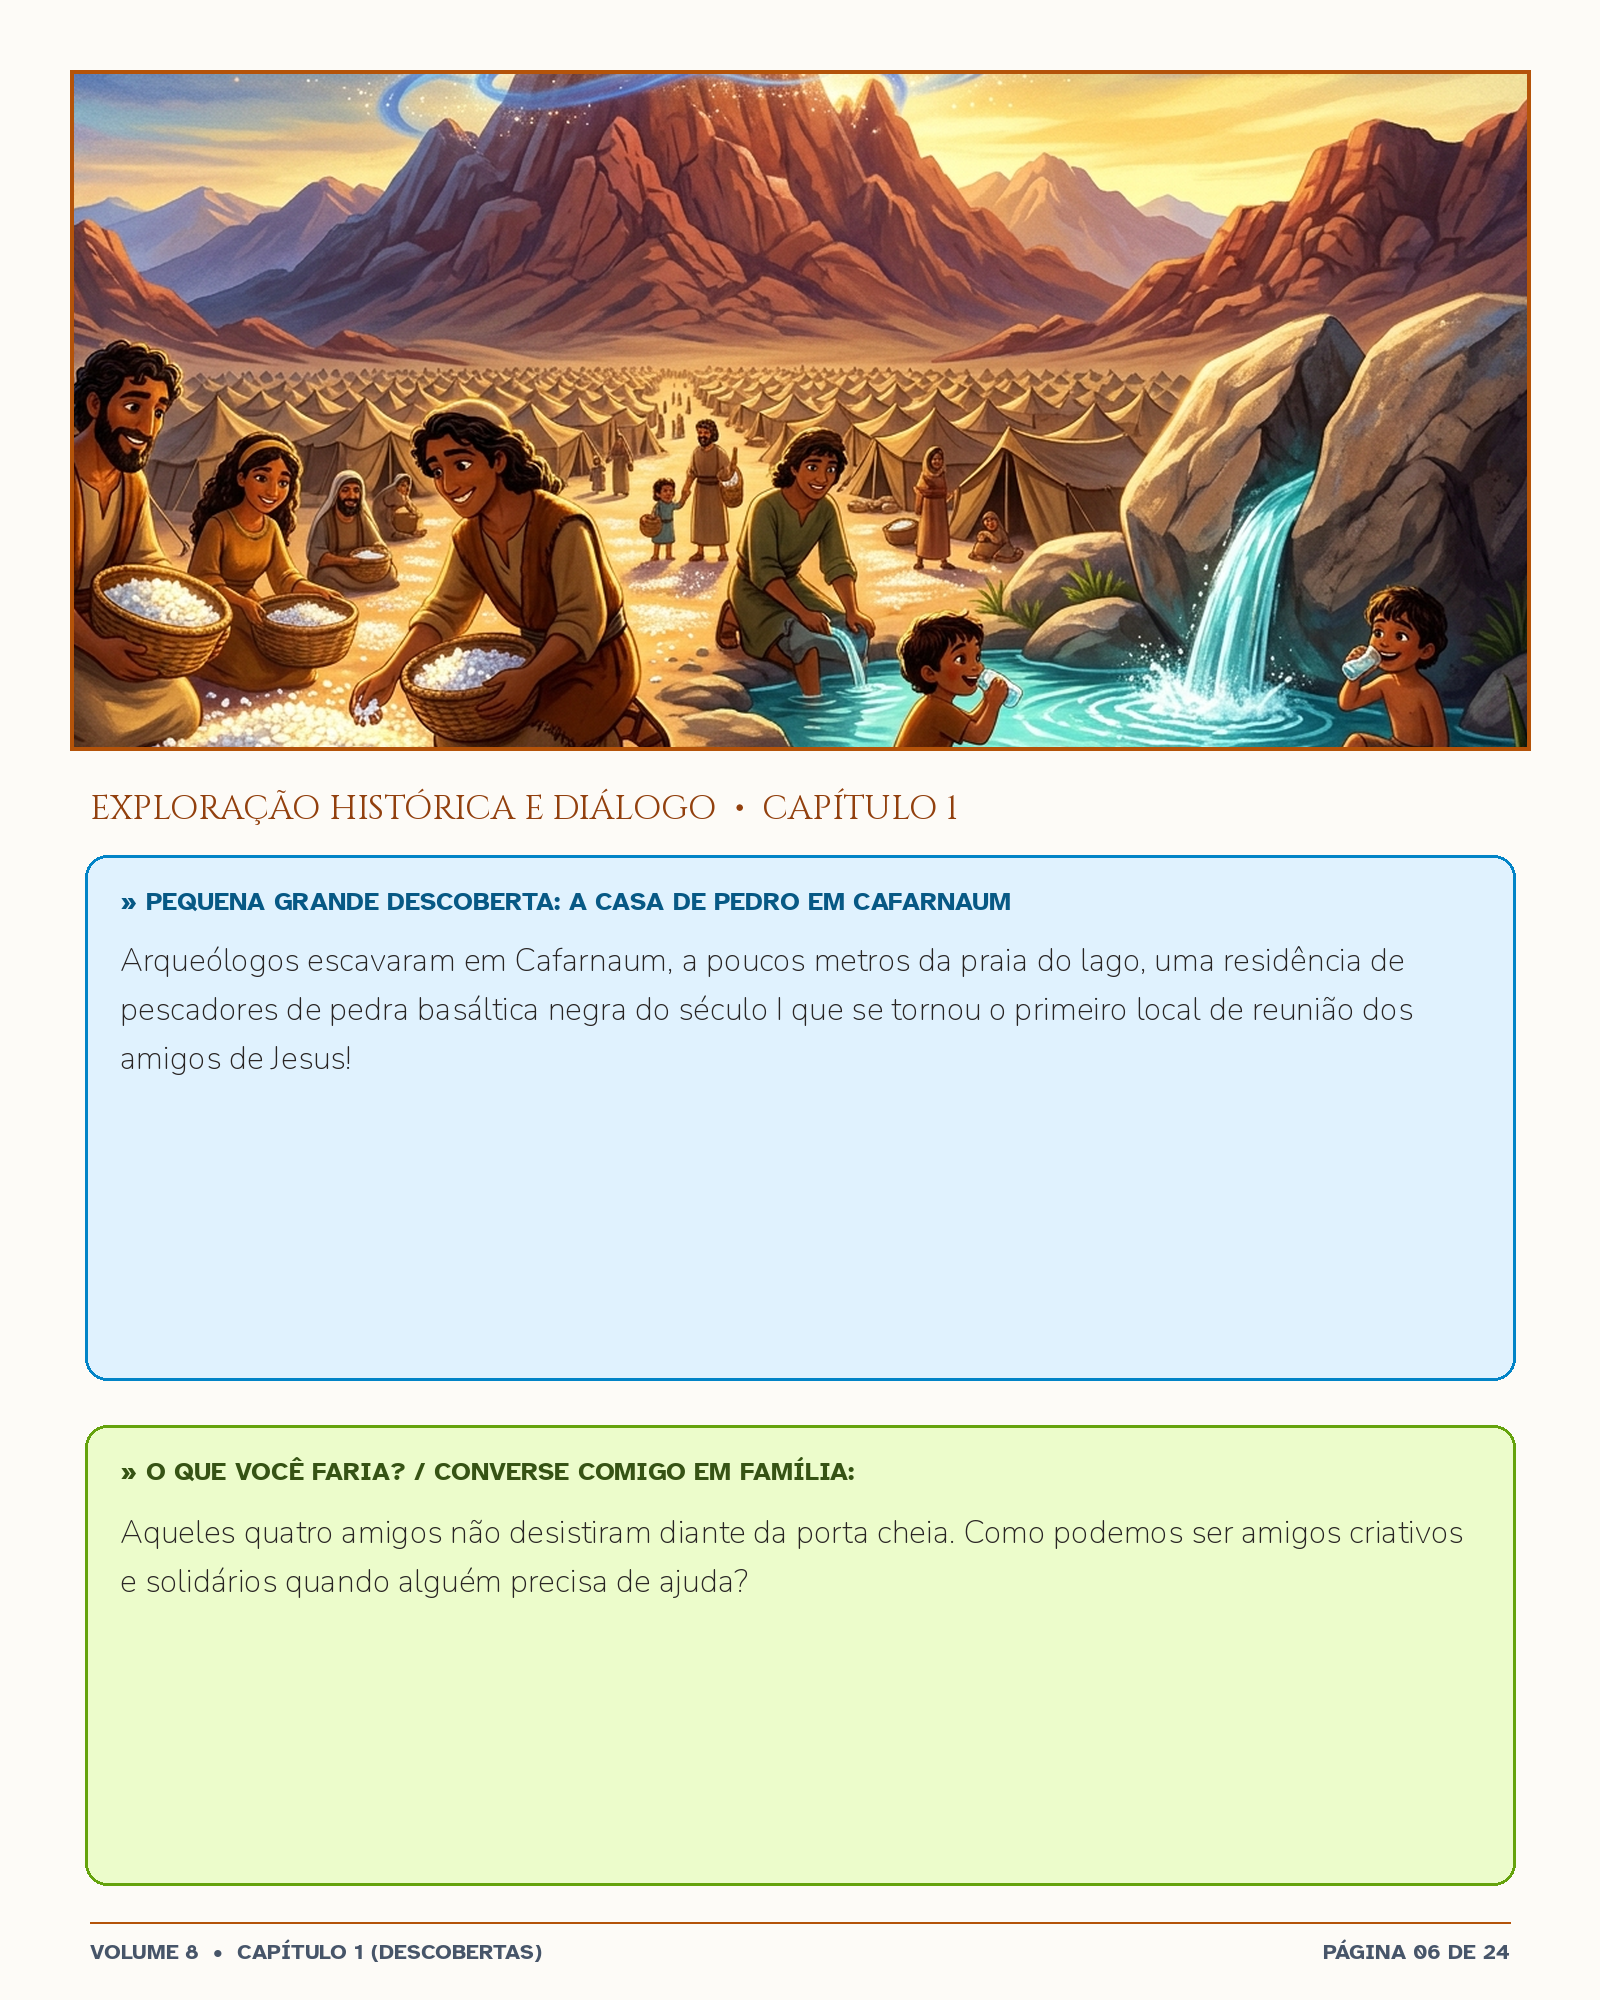 EXPLORAÇÃO HISTÓRICA E DIÁLOGO • CAPÍTULO 1
» PEQUENA GRANDE DESCOBERTA: A CASA DE PEDRO EM CAFARNAUM
Arqueólogos escavaram em Cafarnaum, a poucos metros da praia do lago, uma residência de
pescadores de pedra basáltica negra do século I que se tornou o primeiro local de reunião dos
amigos de Jesus!
» O QUE VOCÊ FARIA? / CONVERSE COMIGO EM FAMÍLIA:
Aqueles quatro amigos não desistiram diante da porta cheia. Como podemos ser amigos criativos
e solidários quando alguém precisa de ajuda?
VOLUME 8 • CAPÍTULO 1 (DESCOBERTAS)
PÁGINA 06 DE 24